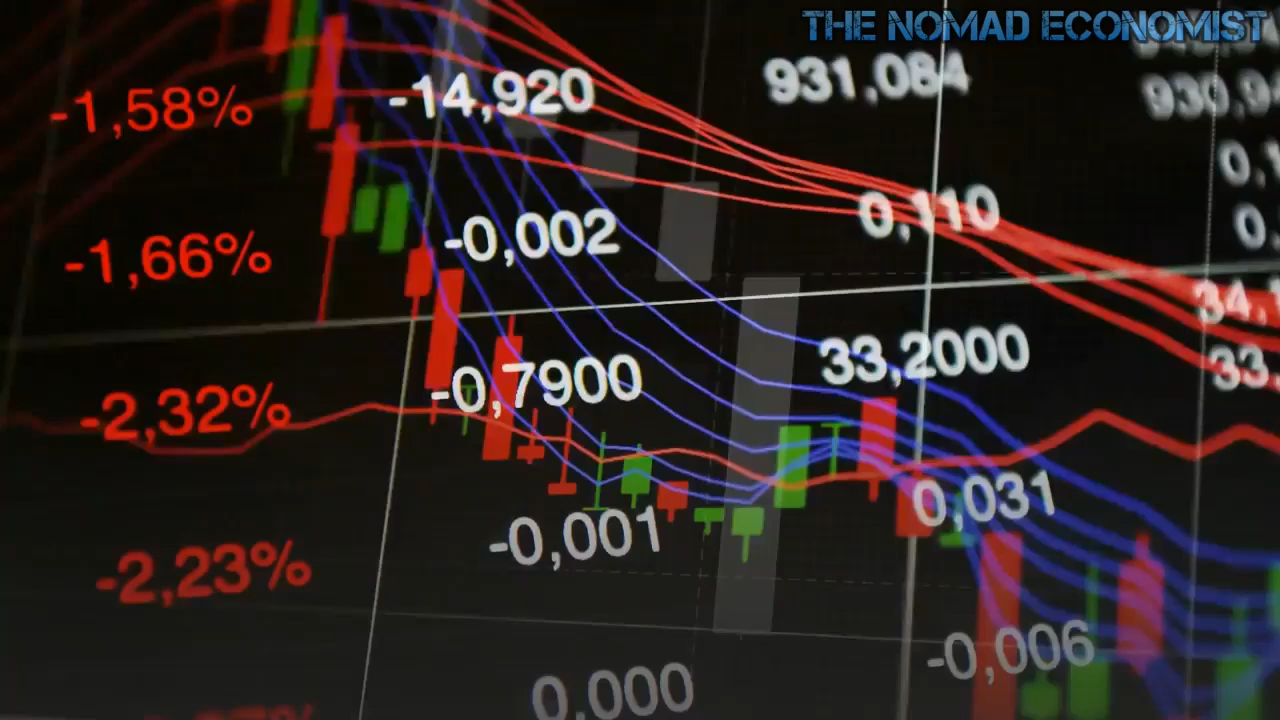 THE NOMAD ECONOMIST
-1,58% -14,920 931,084
-1,66% -0,002 0,110
-2,32% -0,7900 33,2000
-2,23% -0,001 0,031
0,000 -0,006